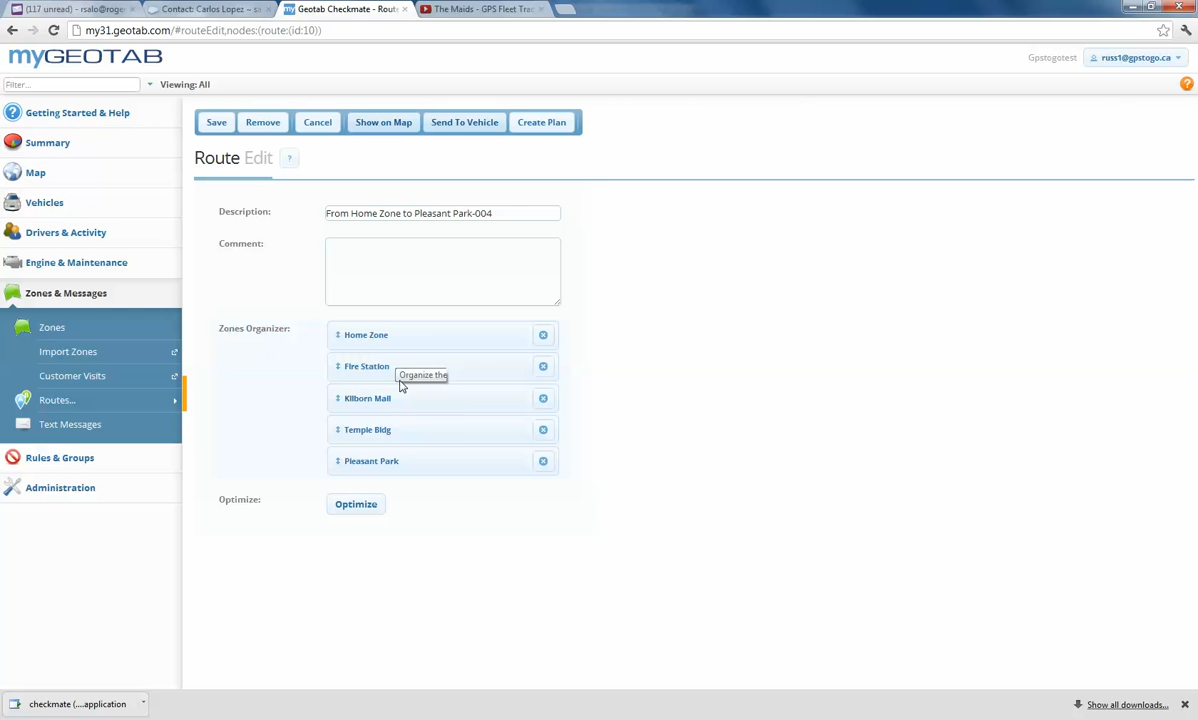 (117 unread) - rsalo@roge
Contact: Carlos Lopez ~ sa
Geotab Checkmate - Route
The Maids - GPS Fleet Trac
my31.geotab.com/#routeEdit,nodes:(route:(id:10))
myGEOTAB
Gpstogotest
russ1@gpstogo.ca
Filter...
Viewing: All
?
Getting Started & Help
Summary
Map
Vehicles
Drivers & Activity
Engine & Maintenance
Zones & Messages
Zones
Import Zones
Customer Visits
Routes...
Text Messages
Rules & Groups
Administration
Save
Remove
Cancel
Show on Map
Send To Vehicle
Create Plan
Route Edit ?
Description: From Home Zone to Pleasant Park-004
Comment:
Zones Organizer: Home Zone
Fire Station
Organize the
Kilborn Mall
Temple Bldg
Pleasant Park
Optimize: Optimize
checkmate (....application
Show all downloads...